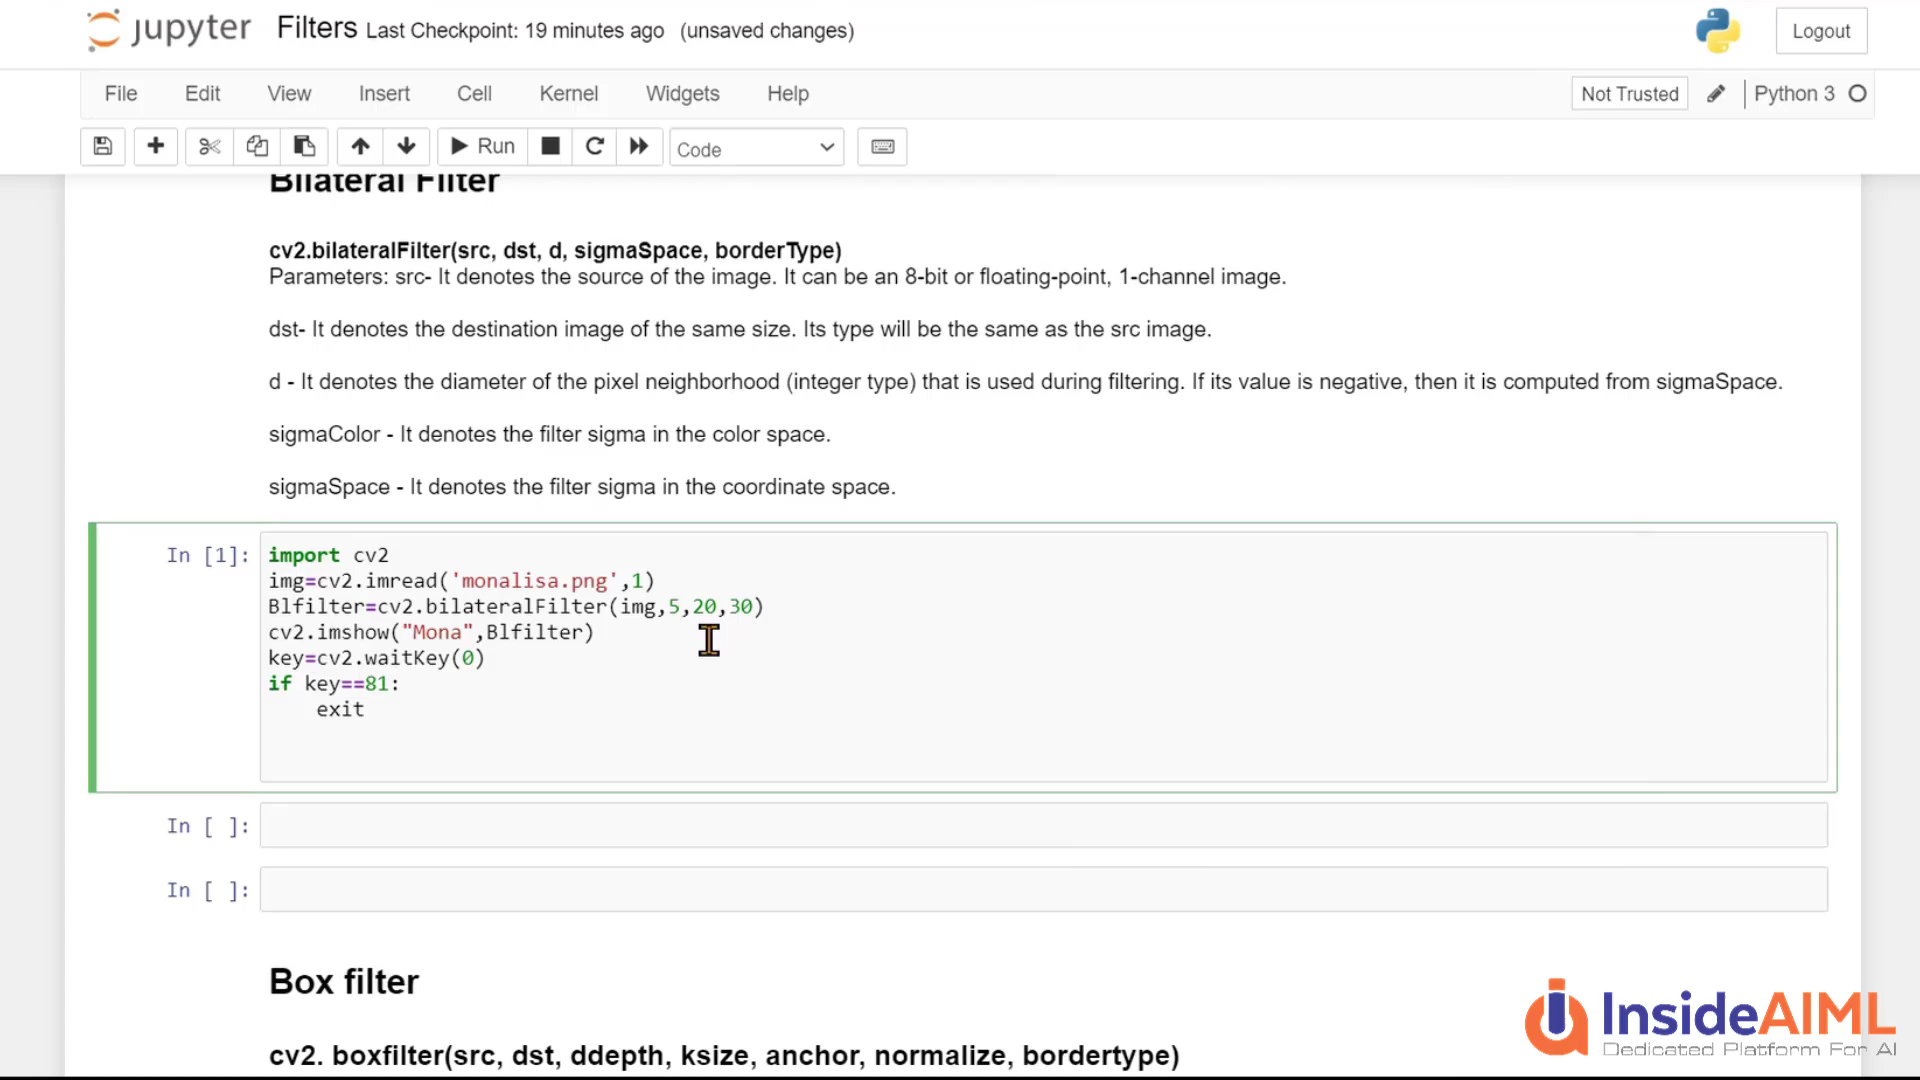 jupyter Filters Last Checkpoint: 19 minutes ago (unsaved changes) Logout
File Edit View Insert Cell Kernel Widgets Help Not Trusted Python 3
Run Code
Bilateral Filter
cv2.bilateralFilter(src, dst, d, sigmaSpace, borderType)
Parameters: src- It denotes the source of the image. It can be an 8-bit or floating-point, 1-channel image.
dst- It denotes the destination image of the same size. Its type will be the same as the src image.
d - It denotes the diameter of the pixel neighborhood (integer type) that is used during filtering. If its value is negative, then it is computed from sigmaSpace.
sigmaColor - It denotes the filter sigma in the color space.
sigmaSpace - It denotes the filter sigma in the coordinate space.
In [1]: import cv2
img=cv2.imread('monalisa.png',1)
Blfilter=cv2.bilateralFilter(img,5,20,30)
cv2.imshow("Mona",Blfilter)
key=cv2.waitKey(0)
if key==81:
    exit
In [ ]:
In [ ]:
Box filter
cv2. boxfilter(src, dst, ddepth, ksize, anchor, normalize, bordertype)
InsideAIML
Dedicated Platform For AI